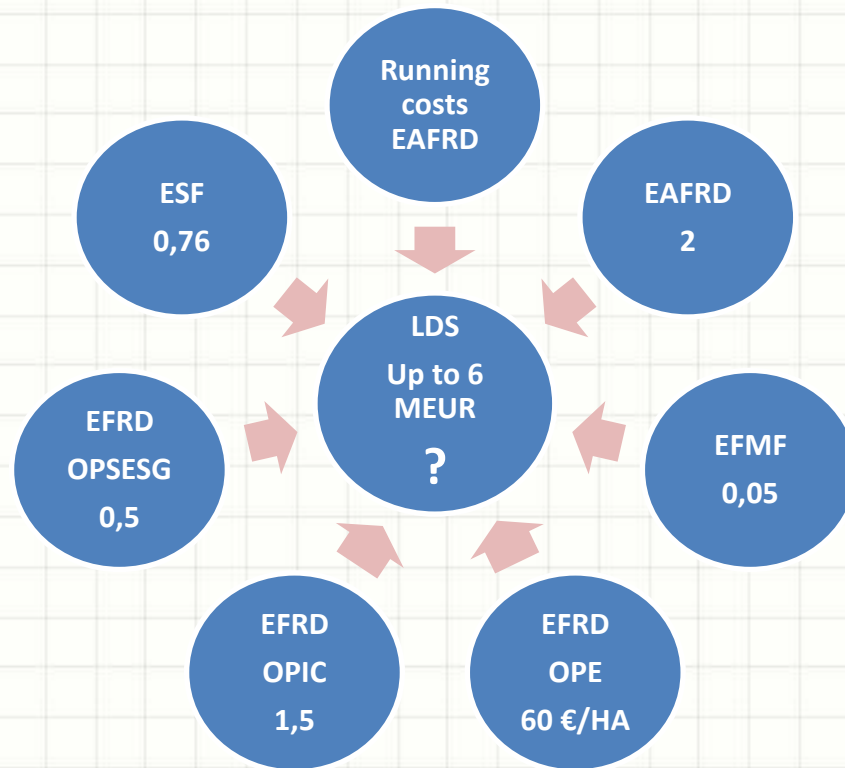 Running
costs
EAFRD
ESF
0,76
EAFRD
2
LDS
Up to 6
MEUR
?
EFRD
OPSESG
0,5
EFMF
0,05
EFRD
OPIC
1,5
EFRD
OPE
60 €/HA